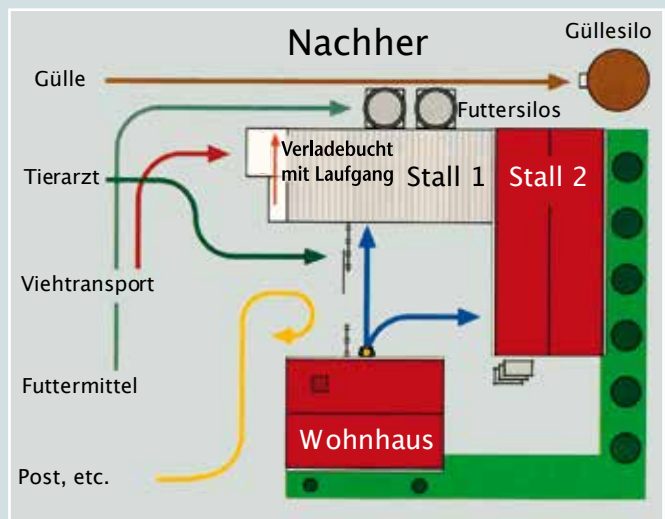 Nachher
Güllesilo
Gülle
Futtersilos
Verladebucht
mit Laufgang
Stall 1
Stall 2
Tierarzt
Viehtransport
Futtermittel
Wohnhaus
Post, etc.